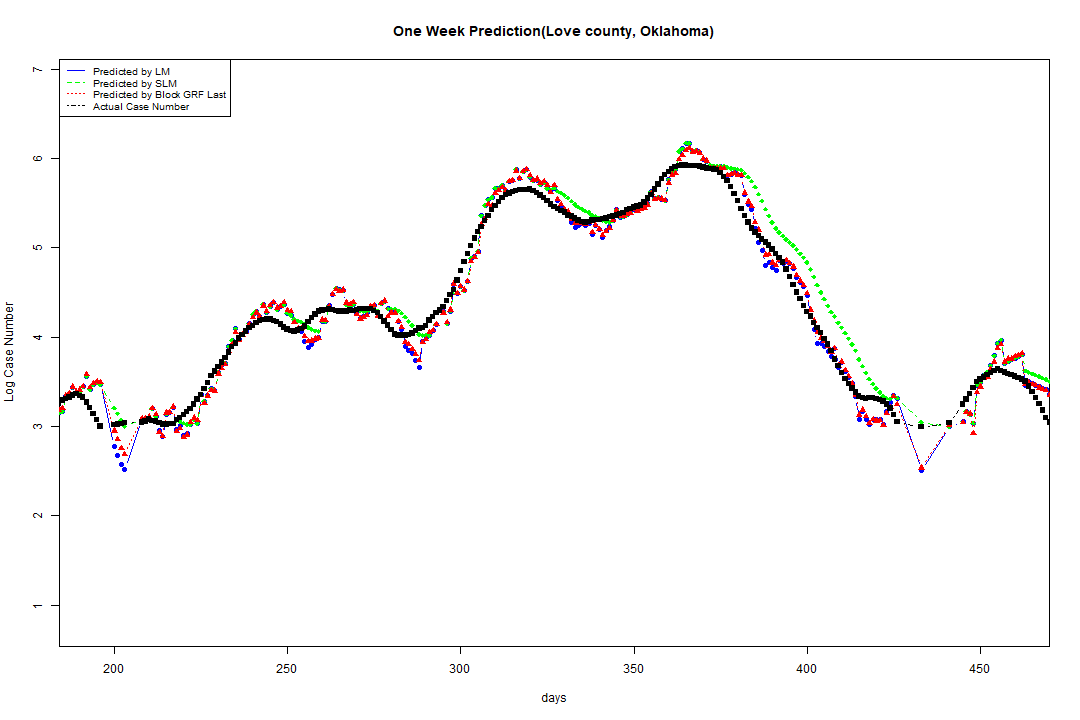 One Week Prediction(Love county, Oklahoma)
Predicted by LM
Predicted by SLM
Predicted by Block GRF Last
Actual Case Number
7
6
5
4
3
2
1
Log Case Number
200 250 300 350 400 450
days